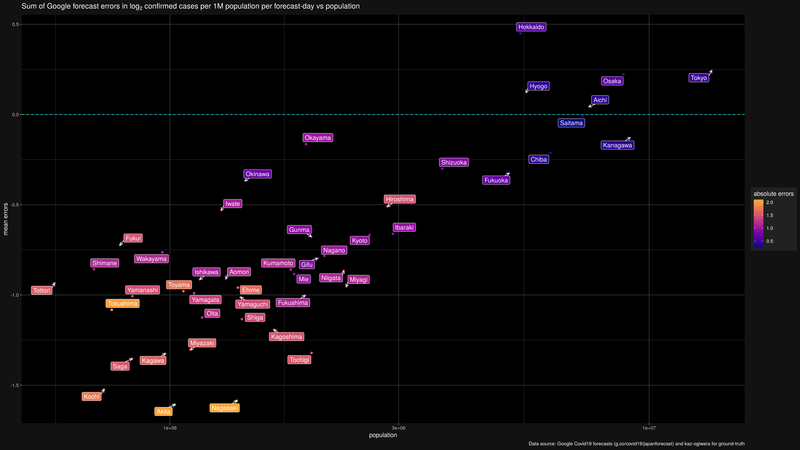 Sum of Google forecast errors in log2 confirmed cases per 1M population per forecast-day vs population
0.5
Hokkaido
Tokyo
Osaka
Hyogo
Aichi
0.0
Saitama
Okayama
Kanagawa
Chiba
Shizuoka
Okinawa
Fukuoka
Hiroshima
Iwate
-0.5
Ibaraki
Gunma
Fukui
Kyoto
Nagano
Wakayama
Shimane
Kumamoto
Gifu
Ishikawa
Aomori
Mie
Niigata
Miyagi
Toyama
Tottori
Yamanashi
Ehime
-1.0
Yamagata
Tokushima
Yamaguchi
Fukushima
Oita
Shiga
Kagoshima
Miyazaki
Kagawa
Tochigi
Saga
-1.5
Kochi
Akita
Nagasaki
mean errors
1e+06
3e+06
1e+07
population
absolute errors
2.0
1.5
1.0
0.5
Data source: Google Covid19 forecasts (g.co/covid19/japanforecast) and kaz-ogiwara for ground-truth